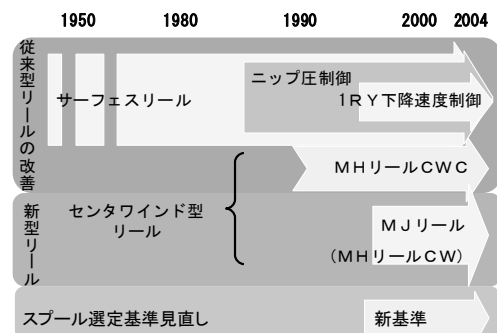 1950 1980 1990 2000 2004
従来型リールの改善
ニップ圧制御
サーフェスリール
1RY下降速度制御
MHリールCWC
新型リール
センタワインド型
リール
MJリール
(MHリールCW)
スプール選定基準見直し
新基準